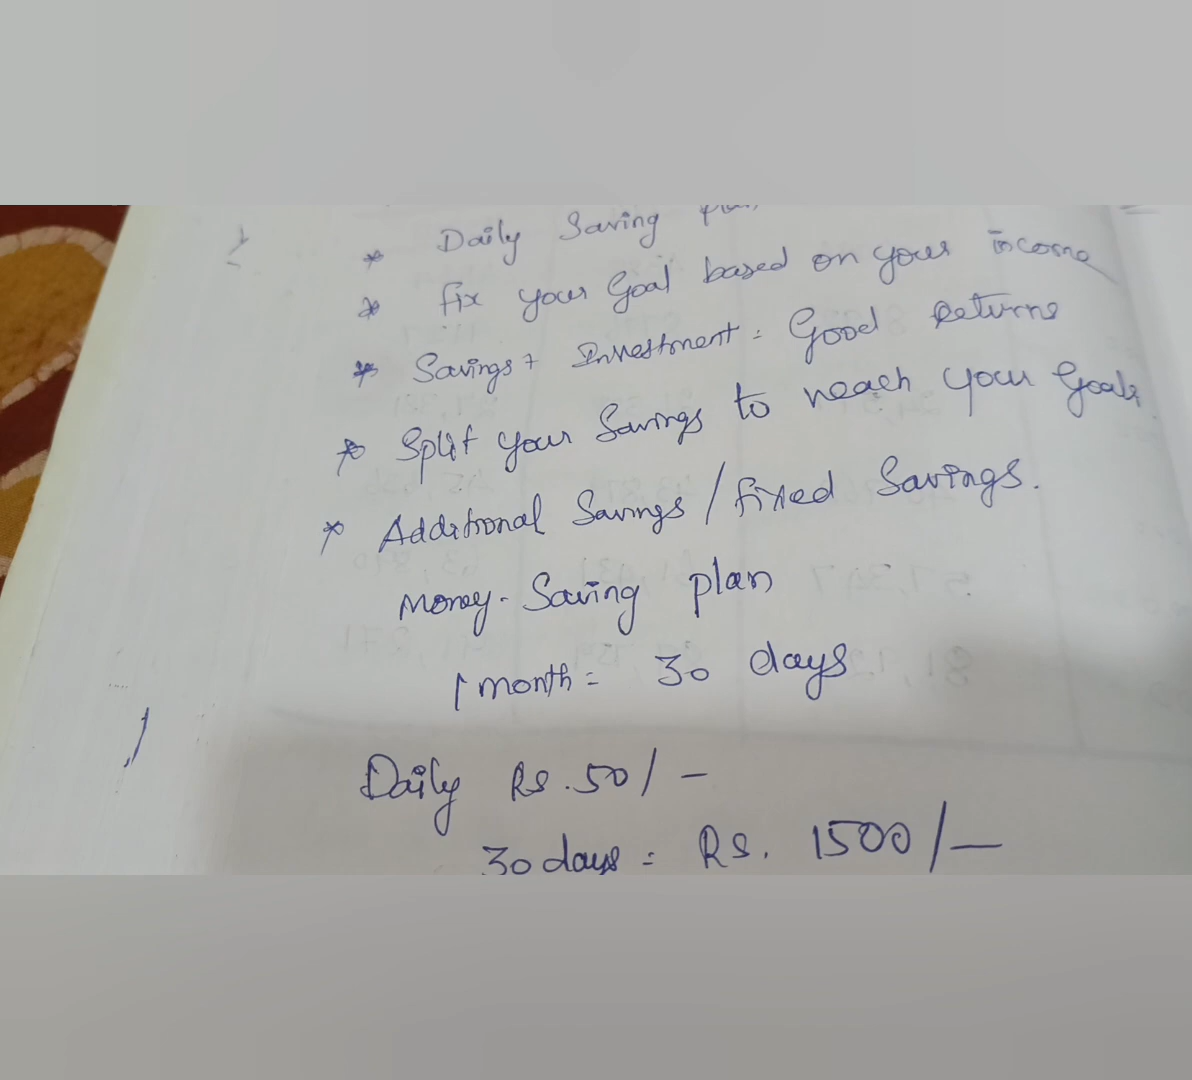 * Daily Saving plan
* fix your Goal based on your income
* Savings + Investment = Good Returns
* Split your Savings to reach your Goals
* Additional Savings / fixed Savings.
Money-Saving plan
1 month = 30 days
Daily Rs.50/-
30 days = Rs. 1500/-